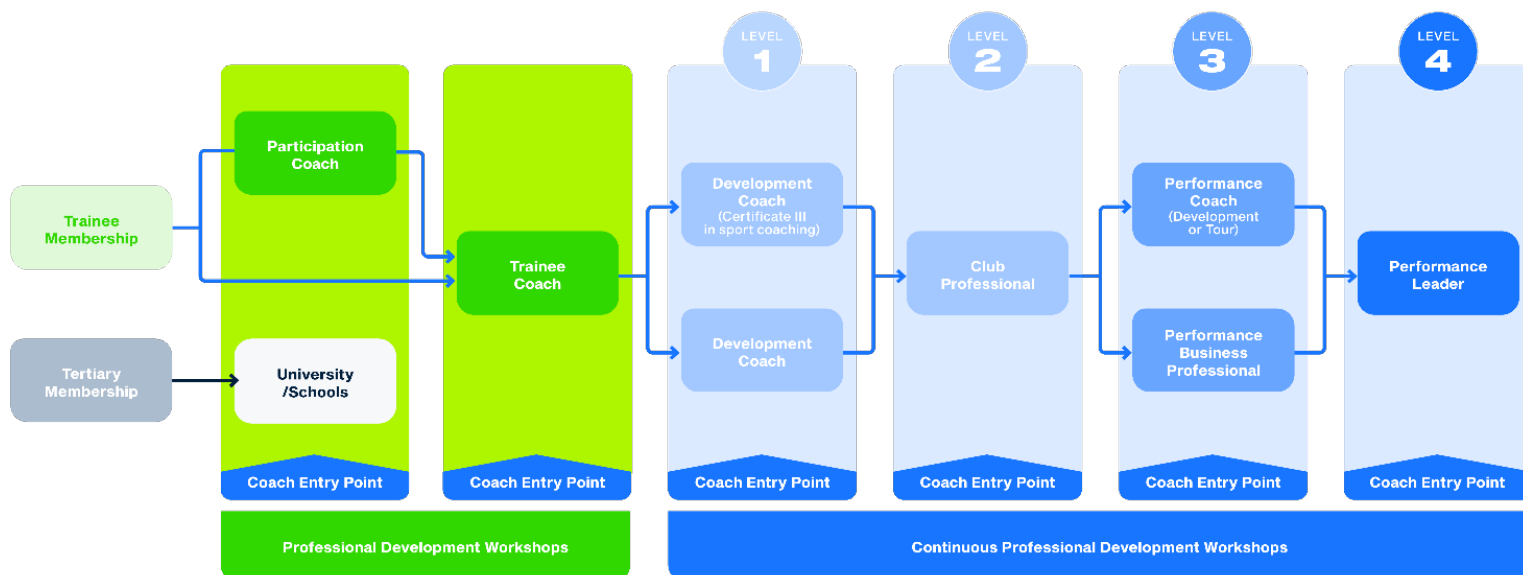 LEVEL
1
LEVEL
2
LEVEL
3
LEVEL
4
Participation
Coach
Trainee
Membership
Trainee
Coach
Development
Coach
(Certificate III
in sport coaching)
Club
Professional
Performance
Coach
(Development
or Tour)
Performance
Leader
Tertiary
Membership
University
/Schools
Development
Coach
Performance
Business
Professional
Coach Entry Point
Coach Entry Point
Coach Entry Point
Coach Entry Point
Coach Entry Point
Coach Entry Point
Professional Development Workshops
Continuous Professional Development Workshops